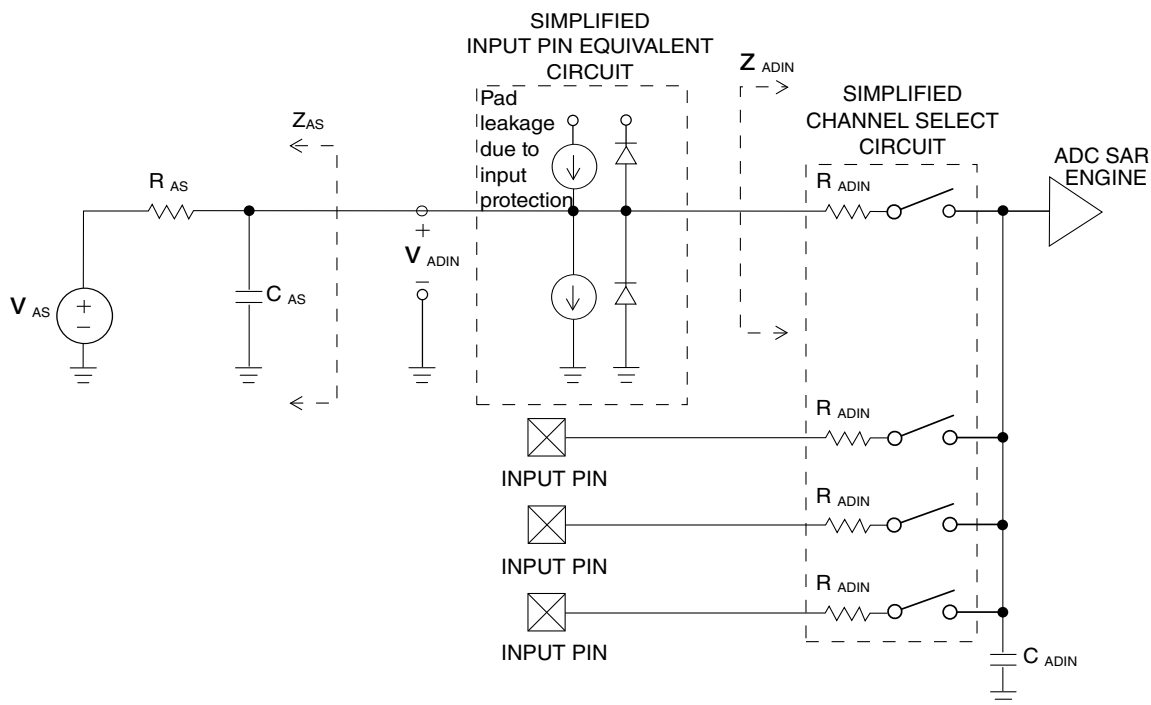 SIMPLIFIED
INPUT PIN EQUIVALENT
CIRCUIT
Z ADIN
SIMPLIFIED
CHANNEL SELECT
CIRCUIT
ADC SAR
ENGINE
Pad
leakage
due to
input
protection
ZAS
R AS
R ADIN
+
V ADIN
–
C AS
V AS
+
–
R ADIN
INPUT PIN
R ADIN
INPUT PIN
R ADIN
INPUT PIN
C ADIN